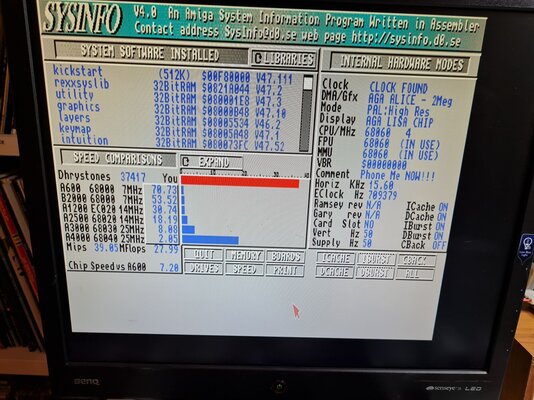 SYSINFO
V4.0 An Amiga System Information Program Written in Assembler
Contact address SysInfo@d0.se web page http://sysinfo.d0.se
SYSTEM SOFTWARE INSTALLED LIBRARIES
kickstart (512K) $00F80000 V47.111
rexxsyslib 32BitRAM $0821A044 V47.2
utility 32BitRAM $080001E8 V47.3
graphics 32BitRAM $08000B48 V47.10
layers 32BitRAM $08005534 V46.2
keymap 32BitRAM $08005A48 V47.1
intuition 32BitRAM $080073FC V47.52
SPEED COMPARISONS EXPAND
Dhrystones 37417 You
A600 68000 7MHz 70.73
B2000 68000 7MHz 53.52
A1200 EC020 14MHz 30.74
A2500 68020 14MHz 18.19
A3000 68030 25MHz 8.08
A4000 68040 25MHz 2.05
Mips 39.05 MFlops 27.99
Chip Speed vs A600 7.20
QUIT MEMORY BOARDS
DRIVES SPEED PRINT
INTERNAL HARDWARE MODES
Clock CLOCK FOUND
DMA/Gfx AGA ALICE - 2Meg
Mode PAL:High Res
Display AGA LISA CHIP
CPU/MHz 68060 4
FPU 68060 (IN USE)
MMU 68060 (IN USE)
VBR $00000000
Comment Phone Me NOW!!!
Horiz KHz 15.60
EClock Hz 709379
Ramsey rev N/A ICache ON
Gary rev N/A DCache ON
Card Slot NO IBurst ON
Vert Hz 50 DBurst ON
Supply Hz 50 CBack OFF
ICACHE IBURST CBACK
DCACHE DBURST ALL
BENQ
senseye
LED